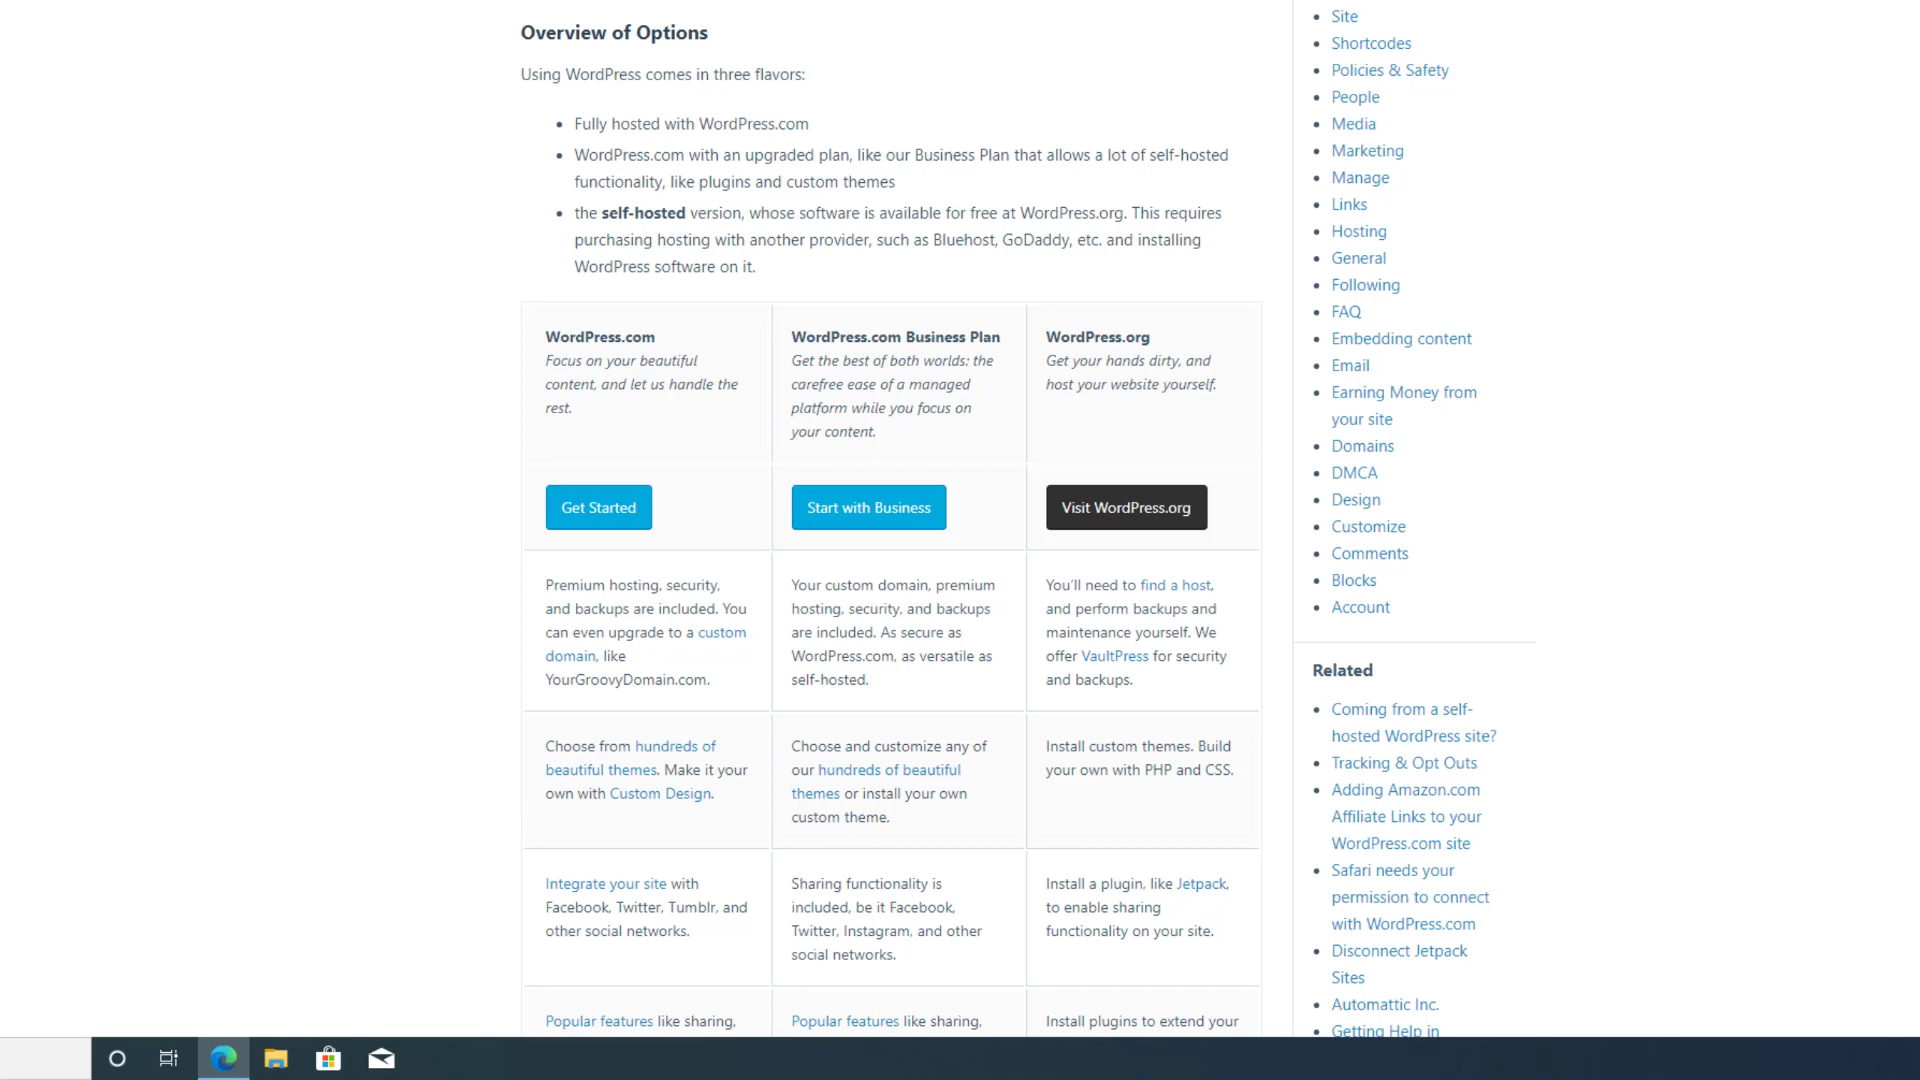 Overview of Options
Using WordPress comes in three flavors:
Fully hosted with WordPress.com
WordPress.com with an upgraded plan, like our Business Plan that allows a lot of self-hosted
functionality, like plugins and custom themes
the self-hosted version, whose software is available for free at WordPress.org. This requires
purchasing hosting with another provider, such as Bluehost, GoDaddy, etc. and installing
WordPress software on it.
WordPress.com
Focus on your beautiful
content, and let us handle the
rest.
WordPress.com Business Plan
Get the best of both worlds: the
carefree ease of a managed
platform while you focus on
your content.
WordPress.org
Get your hands dirty, and
host your website yourself.
Get Started
Start with Business
Visit WordPress.org
Premium hosting, security,
and backups are included. You
can even upgrade to a custom
domain, like
YourGroovyDomain.com.
Your custom domain, premium
hosting, security, and backups
are included. As secure as
WordPress.com, as versatile as
self-hosted.
You’ll need to find a host,
and perform backups and
maintenance yourself. We
offer VaultPress for security
and backups.
Choose from hundreds of
beautiful themes. Make it your
own with Custom Design.
Choose and customize any of
our hundreds of beautiful
themes or install your own
custom theme.
Install custom themes. Build
your own with PHP and CSS.
Integrate your site with
Facebook, Twitter, Tumblr, and
other social networks.
Sharing functionality is
included, be it Facebook,
Twitter, Instagram, and other
social networks.
Install a plugin, like Jetpack,
to enable sharing
functionality on your site.
Popular features like sharing,
Popular features like sharing,
Install plugins to extend your
Site
Shortcodes
Policies & Safety
People
Media
Marketing
Manage
Links
Hosting
General
Following
FAQ
Embedding content
Email
Earning Money from
your site
Domains
DMCA
Design
Customize
Comments
Blocks
Account
Related
Coming from a self-
hosted WordPress site?
Tracking & Opt Outs
Adding Amazon.com
Affiliate Links to your
WordPress.com site
Safari needs your
permission to connect
with WordPress.com
Disconnect Jetpack
Sites
Automattic Inc.
Getting Help in